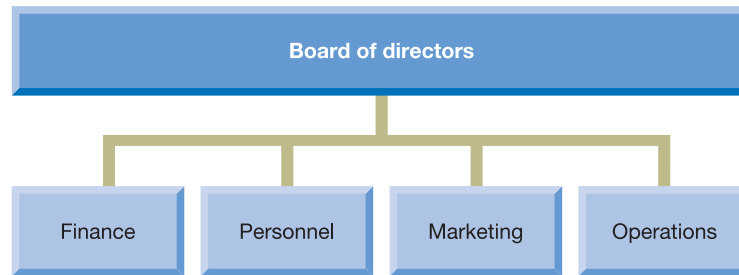 Board of directors
Finance
Personnel
Marketing
Operations